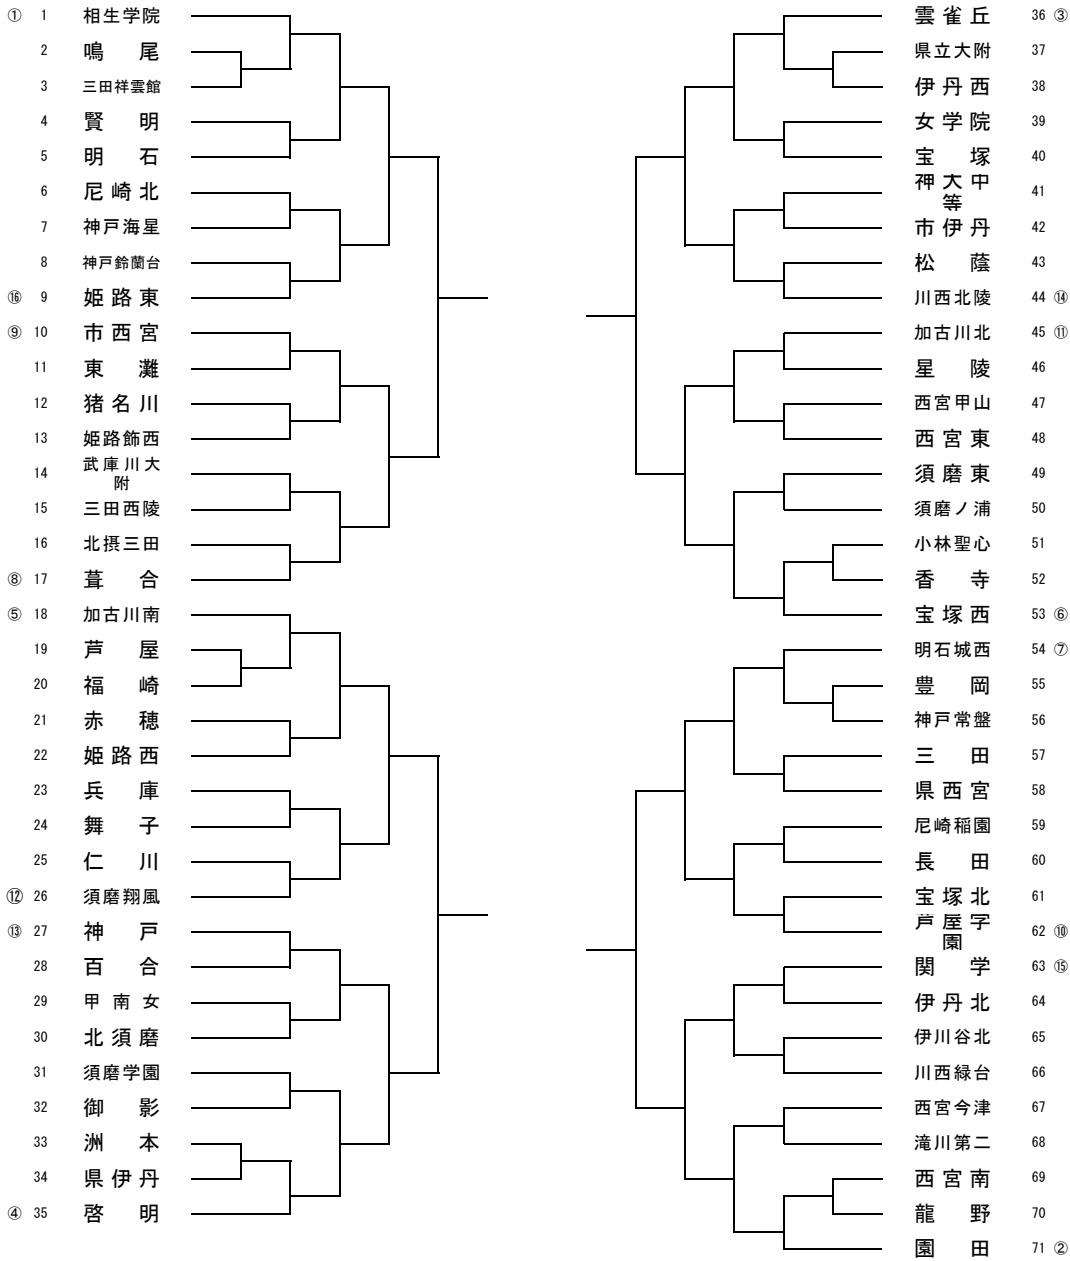 ① 1 相生学院
2 鳴尾
3 三田祥雲館
4 賢明
5 明石
6 尼崎北
7 神戸海星
8 神戸鈴蘭台
⑯ 9 姫路東
⑨ 10 市西宮
11 東灘
12 猪名川
13 姫路飾西
14 武庫川大
附
15 三田西陵
16 北摂三田
⑧ 17 葺合
⑤ 18 加古川南
19 芦屋
20 福崎
21 赤穂
22 姫路西
23 兵庫
24 舞子
25 仁川
⑫ 26 須磨翔風
⑬ 27 神戸
28 百合
29 甲南女
30 北須磨
31 須磨学園
32 御影
33 洲本
34 県伊丹
④ 35 啓明
雲雀丘 36 ③
県立大附 37
伊丹西 38
女学院 39
宝塚 40
神大中
等 41
市伊丹 42
松蔭 43
川西北陵 44 ⑭
加古川北 45 ⑪
星陵 46
西宮甲山 47
西宮東 48
須磨東 49
須磨ノ浦 50
小林聖心 51
香寺 52
宝塚西 53 ⑥
明石城西 54 ⑦
豊岡 55
神戸常盤 56
三田 57
県西宮 58
尼崎稲園 59
長田 60
宝塚北 61
芦屋学
園 62 ⑩
関学 63 ⑮
伊丹北 64
伊川谷北 65
川西緑台 66
西宮今津 67
滝川第二 68
西宮南 69
龍野 70
園田 71 ②